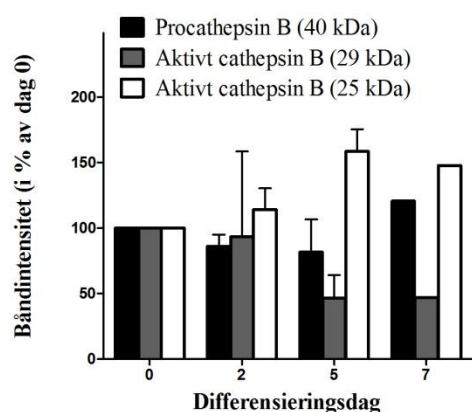 Procathepsin B (40 kDa)
Aktivt cathepsin B (29 kDa)
Aktivt cathepsin B (25 kDa)
Båndintensitet (i % av dag 0)
200
150
100
50
0
0 2 5 7
Differensieringsdag